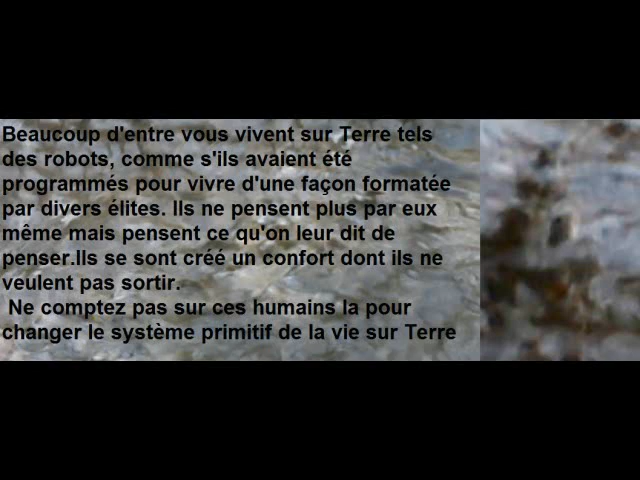 Beaucoup d'entre vous vivent sur Terre tels
des robots, comme s'ils avaient été
programmés pour vivre d'une façon formatée
par divers élites. Ils ne pensent plus par eux
même mais pensent ce qu'on leur dit de
penser.Ils se sont créé un confort dont ils ne
veulent pas sortir.
Ne comptez pas sur ces humains la pour
changer le système primitif de la vie sur Terre